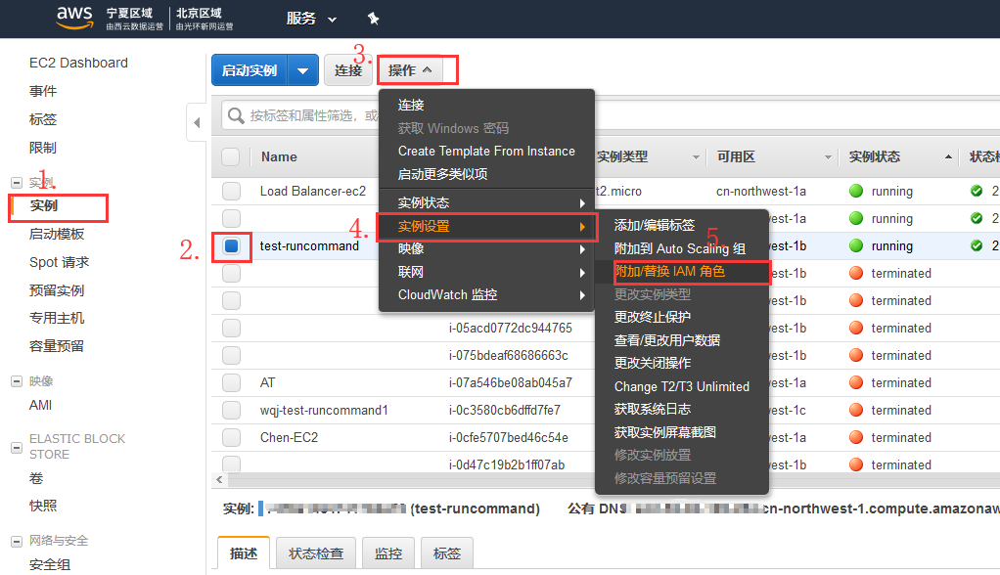 aws 宁夏区域 由西云数据运营 北京区域 由光环新网运营 服务
EC2 Dashboard
事件
标签
限制
实例
1.
实例
启动模板
Spot 请求
预留实例
专用主机
容量预留
映像
AMI
ELASTIC BLOCK
STORE
卷
快照
网络与安全
安全组
启动实例 连接 3. 操作
按标签和属性筛选，或
Name 实例类型 可用区 实例状态 状态检
Load Balancer-ec2 t2.micro cn-northwest-1a running 2
west-1a running 2
2. test-runcommand west-1b running 2
west-1b terminated
west-1b terminated
i-05acd0772dc944765 west-1b terminated
i-075bdeaf68686663c west-1b terminated
AT i-07a546be08ab045a7 west-1a terminated
wqj-test-runcommand1 i-0c3580cb6dffd7fe7 west-1c terminated
Chen-EC2 i-0cfe5707bed46c54e west-1a terminated
i-0d47c19b2b1ff07ab west-1b terminated
连接
获取 Windows 密码
Create Template From Instance
启动更多类似项
实例状态
4. 实例设置
映像
联网
CloudWatch 监控
添加/编辑标签
5.
附加到 Auto Scaling 组
附加/替换 IAM 角色
更改实例类型
更改终止保护
查看/更改用户数据
更改关闭操作
Change T2/T3 Unlimited
获取系统日志
获取实例屏幕截图
修改实例放置
修改容量预留设置
实例: (test-runcommand) 公有 DNS cn-northwest-1.compute.amazonaw
描述 状态检查 监控 标签